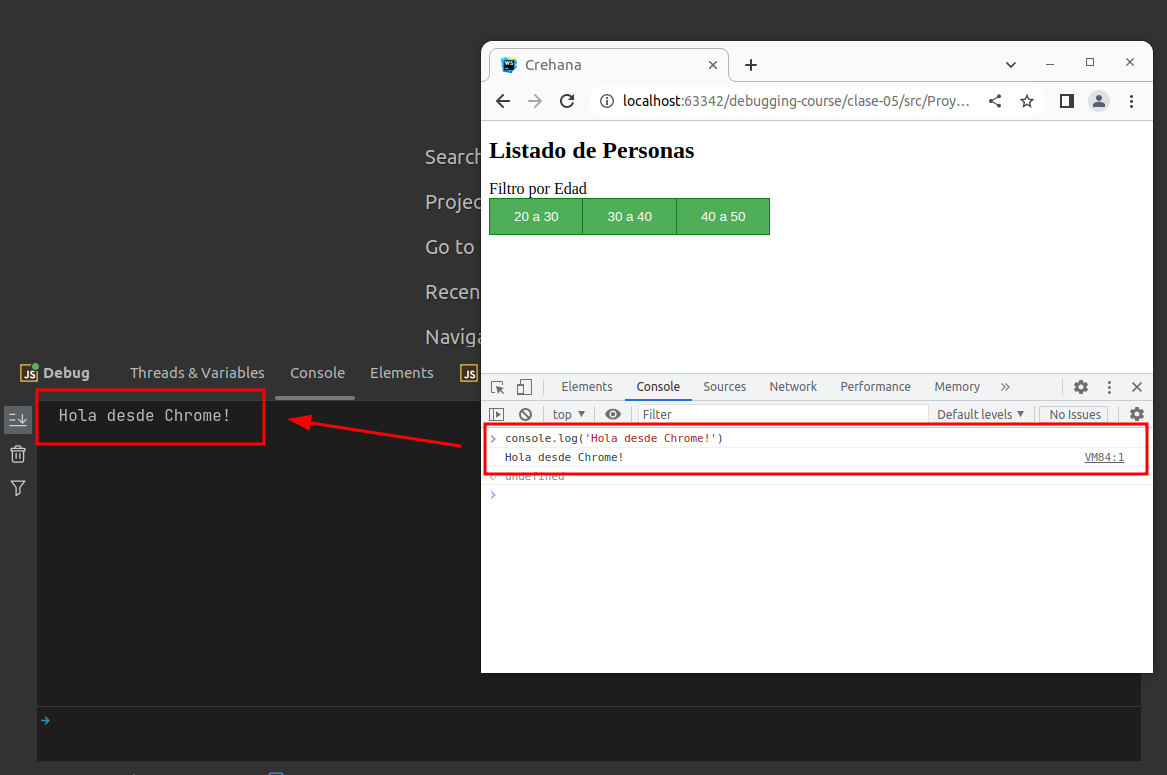 Crehana
localhost:63342/debugging-course/clase-05/src/Proy...
Listado de Personas
Filtro por Edad
20 a 30 30 a 40 40 a 50
Search
Projec
Go to
Recen
Naviga
JS Debug Threads & Variables Console Elements JS
Hola desde Chrome!
Elements Console Sources Network Performance Memory »
top ▼ Filter Default levels ▼ No Issues
> console.log('Hola desde Chrome!')
Hola desde Chrome! VM84:1
undefined